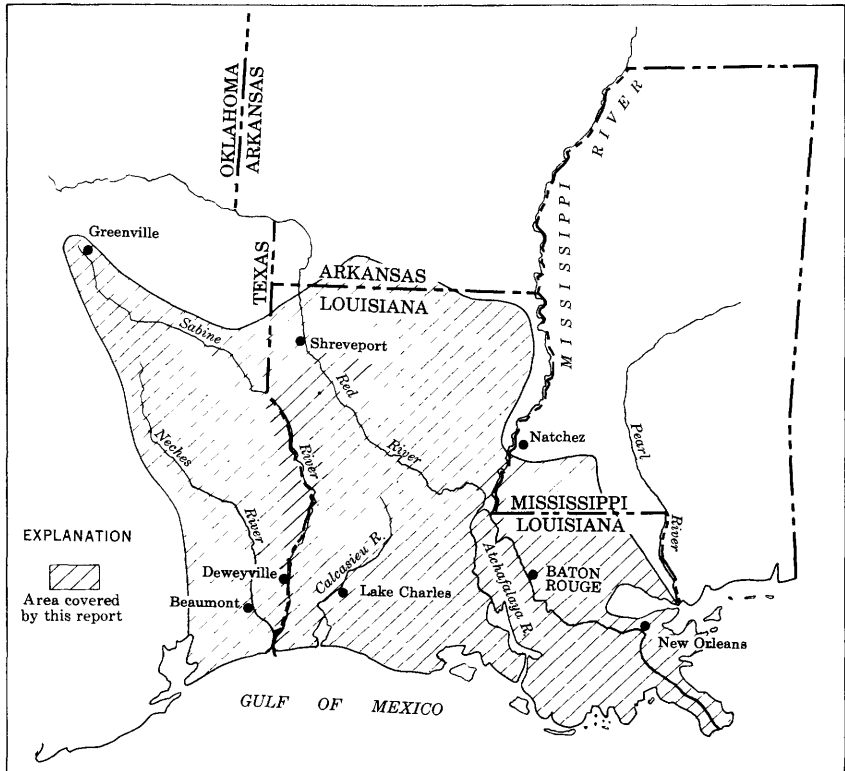 OKLAHOMA
ARKANSAS
MISSISSIPPI RIVER
Greenville
TEXAS
ARKANSAS
LOUISIANA
Sabine
River
Shreveport
Red
River
Neches
River
Natchez
Pearl
River
MISSISSIPPI
LOUISIANA
EXPLANATION
Area covered
by this report
Deweyville
Beaumont
Calcasieu R.
Lake Charles
Atchafalaya R.
BATON
ROUGE
New Orleans
GULF OF MEXICO